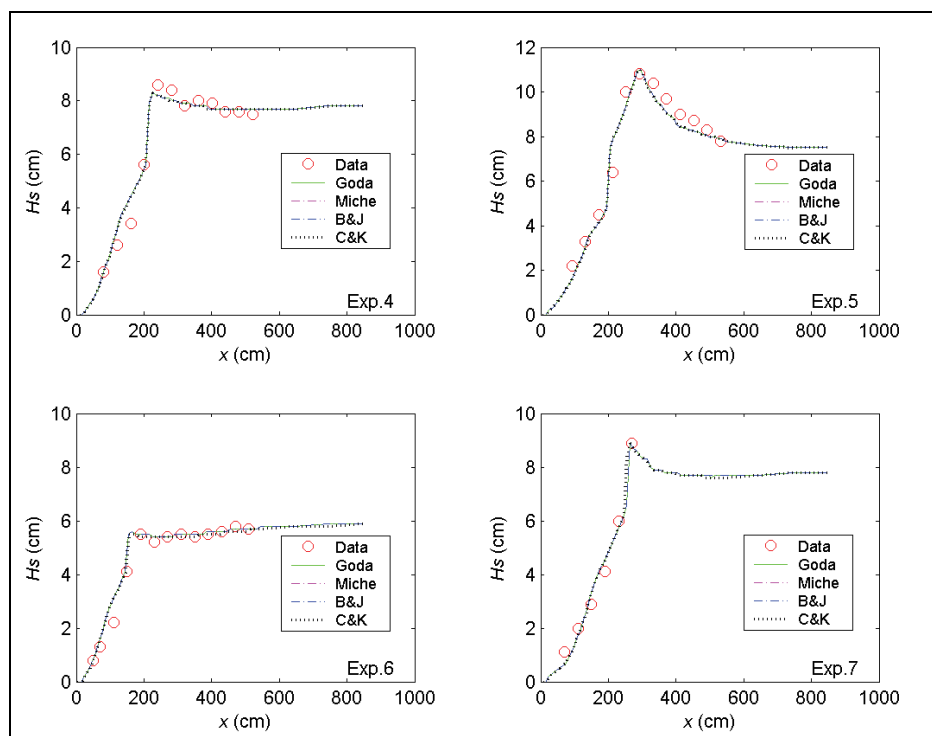 10
8
6
4
2
0
Hs (cm)
0 200 400 600 800 1000
x (cm)
Data
Goda
Miche
B&J
C&K
Exp.4
12
10
8
6
4
2
0
Hs (cm)
0 200 400 600 800 1000
x (cm)
Data
Goda
Miche
B&J
C&K
Exp.5
10
8
6
4
2
0
Hs (cm)
0 200 400 600 800 1000
x (cm)
Data
Goda
Miche
B&J
C&K
Exp.6
10
8
6
4
2
0
Hs (cm)
0 200 400 600 800 1000
x (cm)
Data
Goda
Miche
B&J
C&K
Exp.7